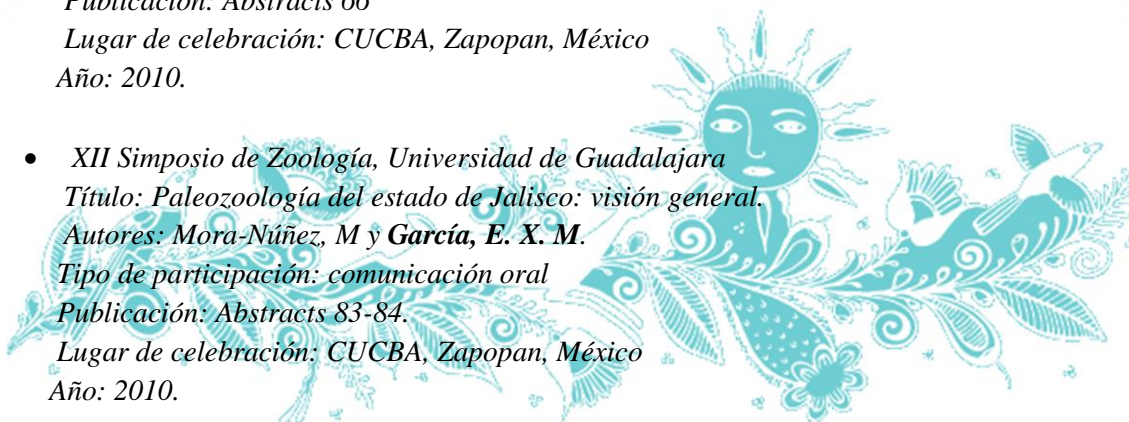 Publicación: Abstracts 66
Lugar de celebración: CUCBA, Zapopan, México
Año: 2010.
• XII Simposio de Zoología, Universidad de Guadalajara
Título: Paleozoología del estado de Jalisco: visión general.
Autores: Mora-Núñez, M y García, E. X. M.
Tipo de participación: comunicación oral
Publicación: Abstracts 83-84.
Lugar de celebración: CUCBA, Zapopan, México
Año: 2010.